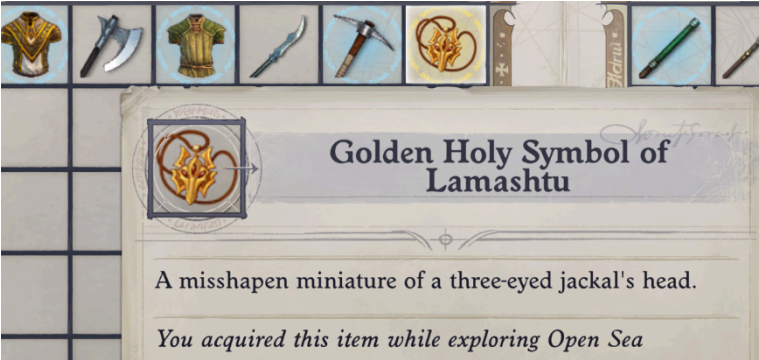 Golden Holy Symbol of
Lamashtu
A misshapen miniature of a three-eyed jackal's head.
You acquired this item while exploring Open Sea